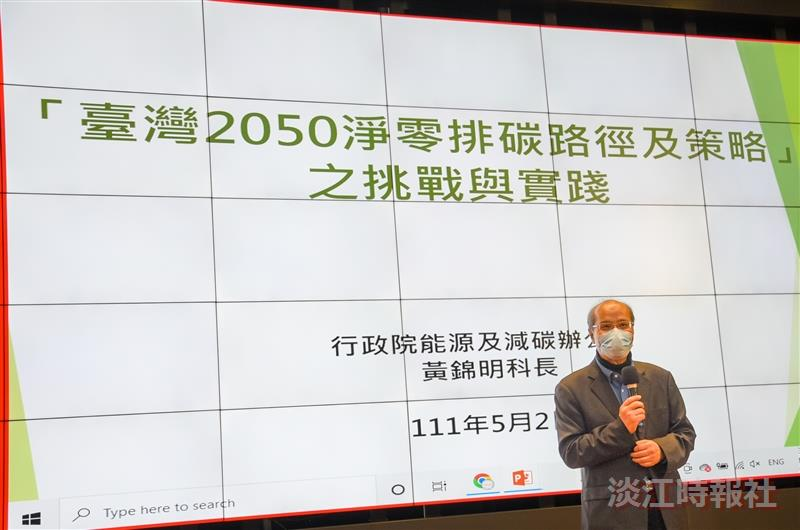 「臺灣2050淨零排碳路徑及策略」
之挑戰與實踐
行政院能源及減碳辦公
黃錦明科長
111年5月2
Type here to search
ENG
淡江時報社